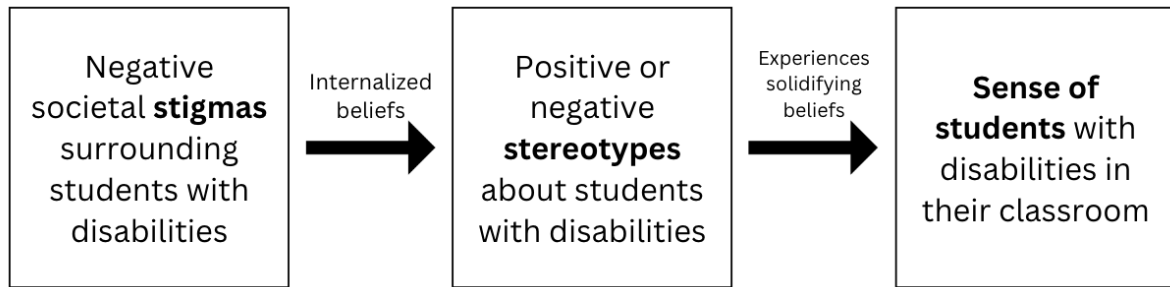 Negative
societal stigmas
surrounding
students with
disabilities
Internalized
beliefs
Positive or
negative
stereotypes
about students
with disabilities
Experiences
solidifying
beliefs
Sense of
students with
disabilities in
their classroom